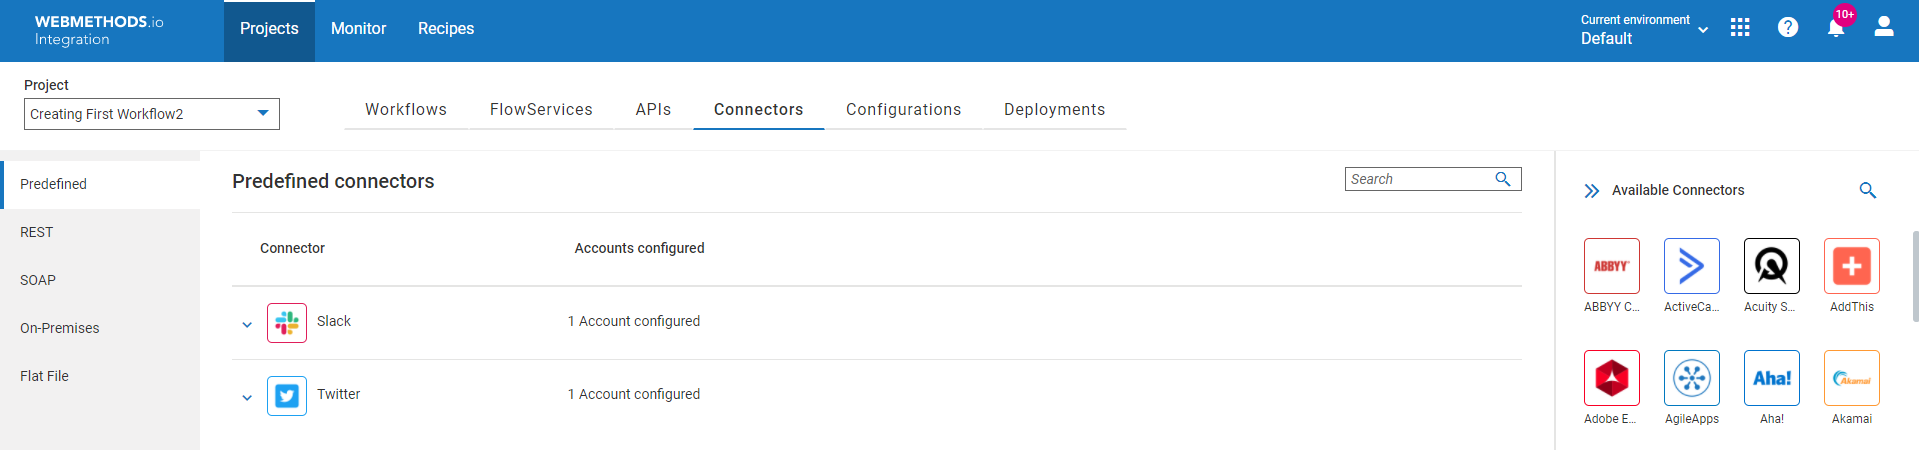 WEBMETHODS.io
Integration
Projects
Monitor
Recipes
Current environment
Default
10+
Project
Creating First Workflow2
Workflows
FlowServices
APIs
Connectors
Configurations
Deployments
Predefined
REST
SOAP
On-Premises
Flat File
Predefined connectors
Search
Connector
Accounts configured
Slack
1 Account configured
Twitter
1 Account configured
Available Connectors
ABBYY
ABBYY C...
ActiveCa...
Acuity S...
AddThis
Aha!
Akamai
Adobe E...
AgileApps
Aha!
Akamai